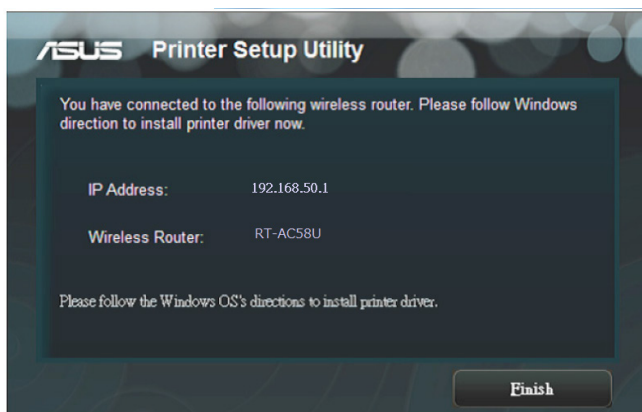 ASUS Printer Setup Utility
You have connected to the following wireless router. Please follow Windows
direction to install printer driver now.
IP Address: 192.168.50.1
Wireless Router: RT-AC58U
Please follow the Windows OS's directions to install printer driver.
Finish